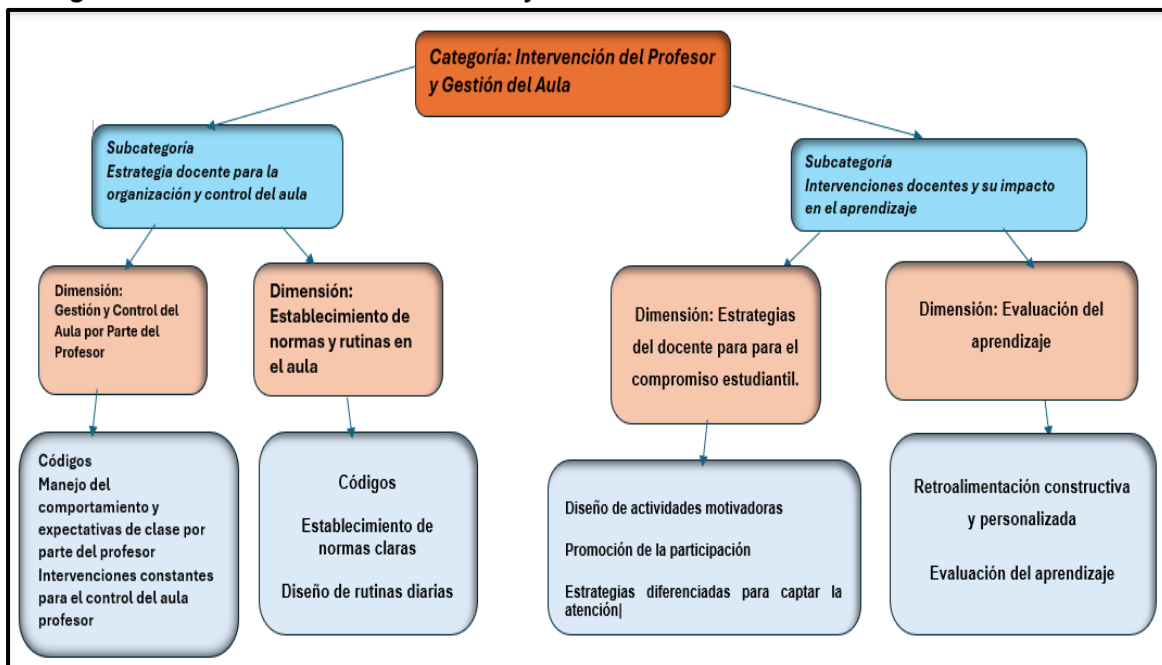 Categoría: Intervención del Profesor
y Gestión del Aula
Subcategoría
Estrategia docente para la
organización y control del aula
Subcategoría
Intervenciones docentes y su impacto
en el aprendizaje
Dimensión:
Gestión y Control del
Aula por Parte del
Profesor
Dimensión:
Establecimiento de
normas y rutinas en
el aula
Dimensión: Estrategias
del docente para para el
compromiso estudiantil.
Dimensión: Evaluación del
aprendizaje
Códigos
Manejo del
comportamiento y
expectativas de clase por
parte del profesor
Intervenciones constantes
para el control del aula
profesor
Códigos
Establecimiento de
normas claras
Diseño de rutinas diarias
Diseño de actividades motivadoras
Promoción de la participación
Estrategias diferenciadas para captar la
atención
Retroalimentación constructiva
y personalizada
Evaluación del aprendizaje